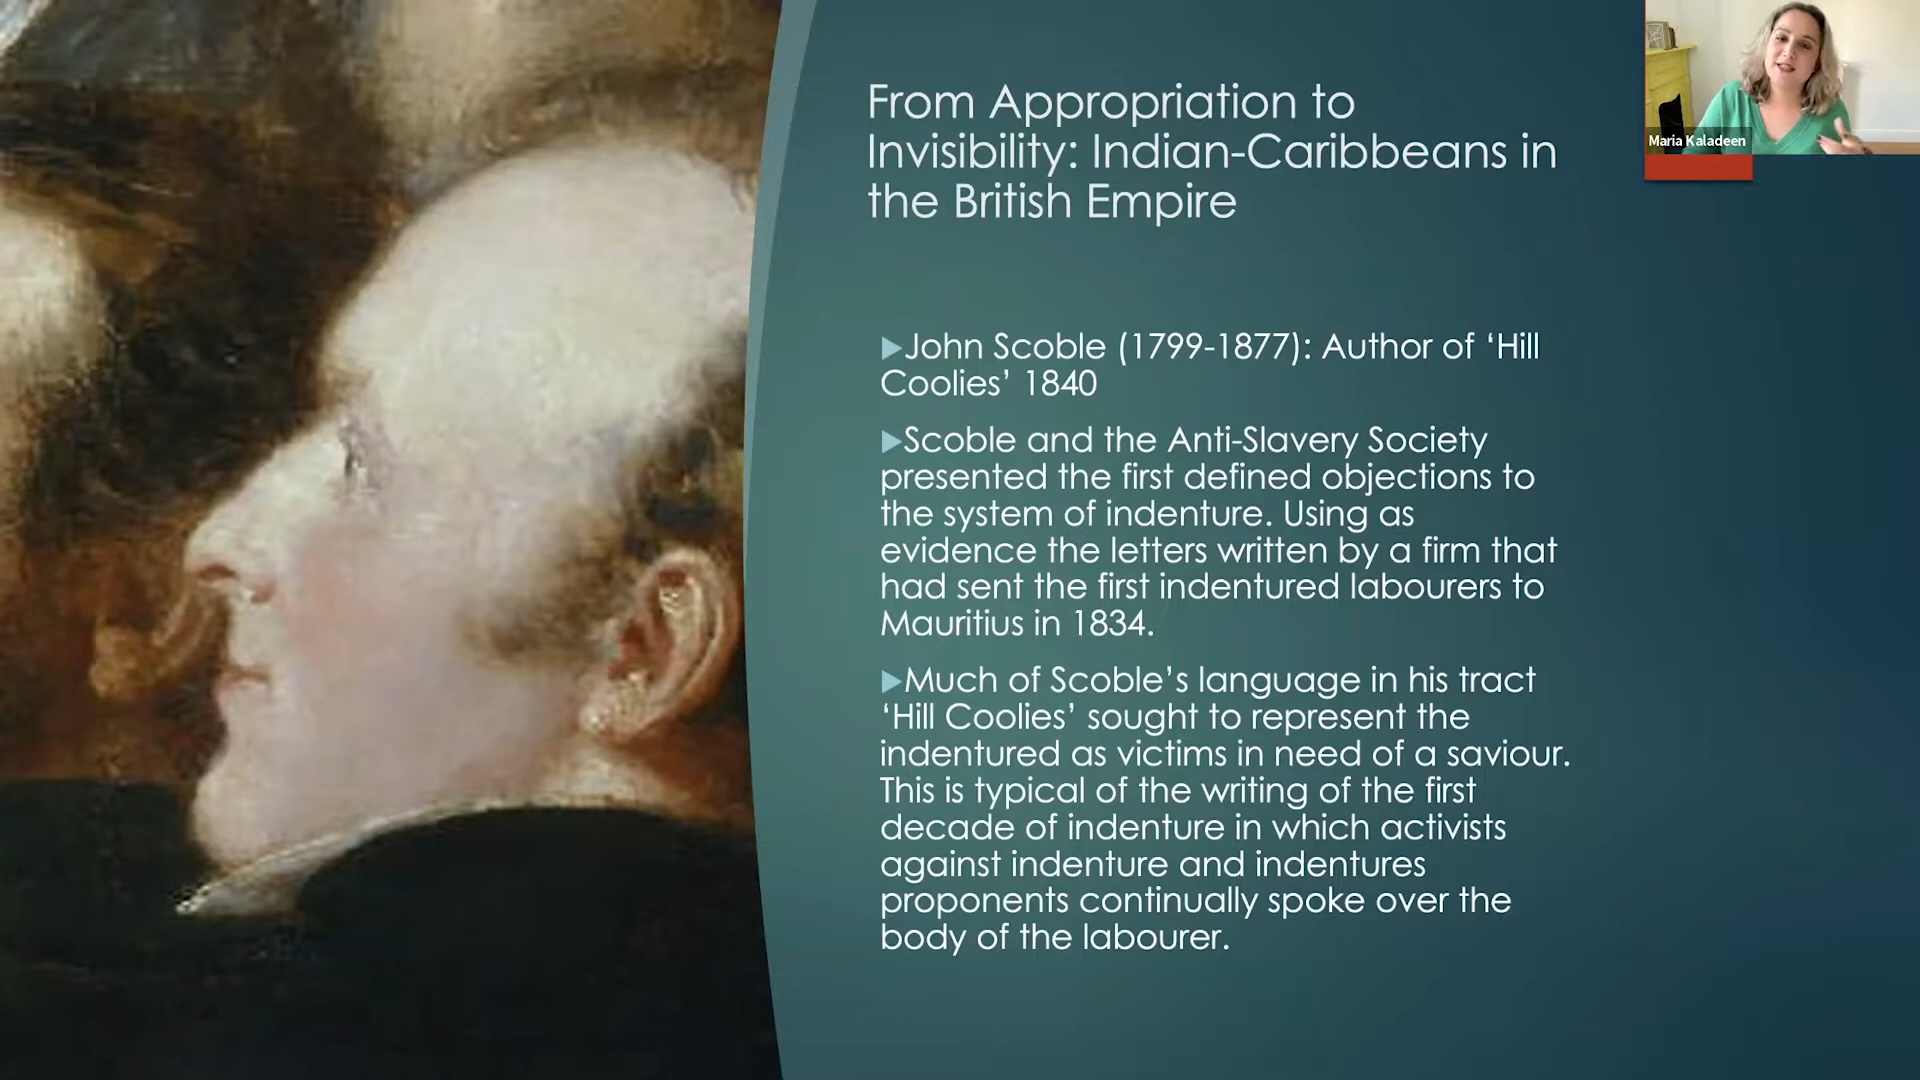 From Appropriation to
Invisibility: Indian-Caribbeans in
the British Empire
Maria Kaladeen
▶John Scoble (1799-1877): Author of ‘Hill
Coolies’ 1840
▶Scoble and the Anti-Slavery Society
presented the first defined objections to
the system of indenture. Using as
evidence the letters written by a firm that
had sent the first indentured labourers to
Mauritius in 1834.
▶Much of Scoble’s language in his tract
‘Hill Coolies’ sought to represent the
indentured as victims in need of a saviour.
This is typical of the writing of the first
decade of indenture in which activists
against indenture and indentures
proponents continually spoke over the
body of the labourer.